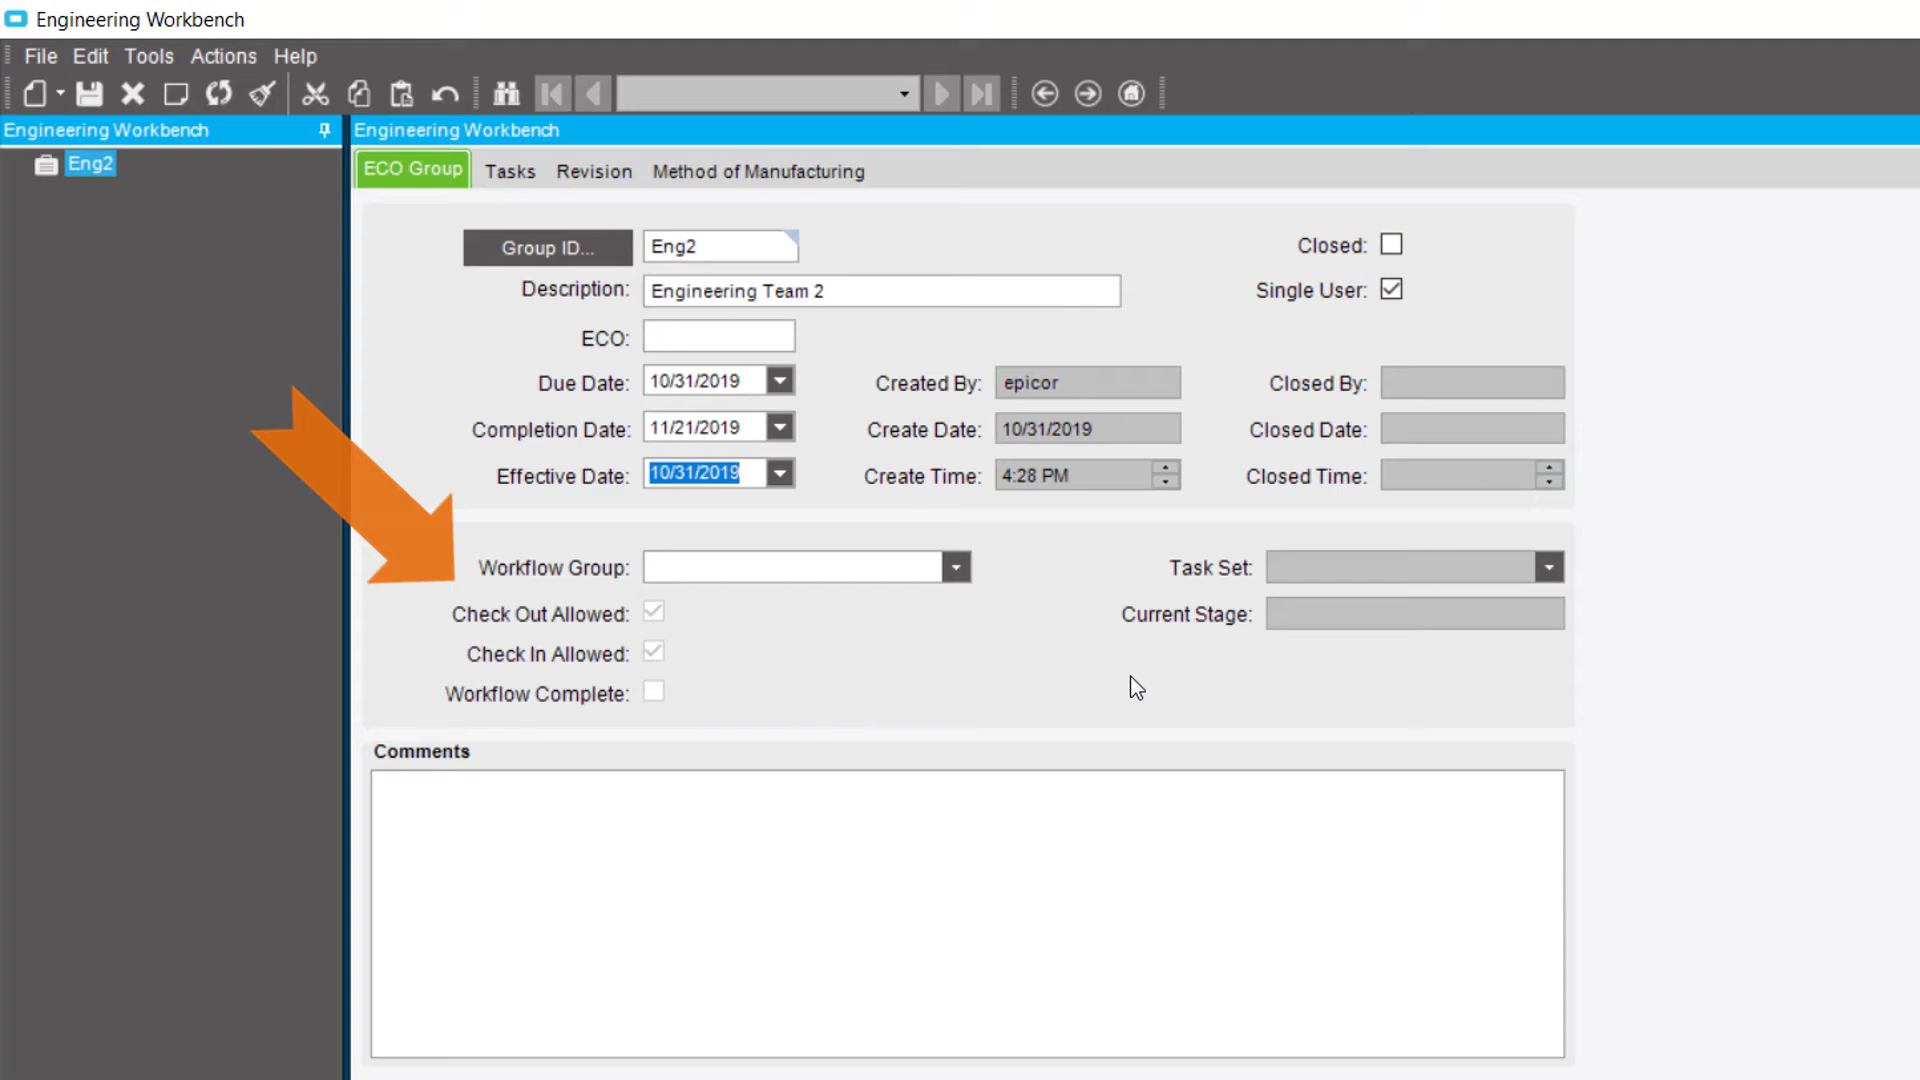 Engineering Workbench
File Edit Tools Actions Help
Engineering Workbench
Engineering Workbench
Eng2
ECO Group Tasks Revision Method of Manufacturing
Group ID... Eng2 Closed:
Description: Engineering Team 2 Single User:
ECO:
Due Date: 10/31/2019 Created By: epicor Closed By:
Completion Date: 11/21/2019 Create Date: 10/31/2019 Closed Date:
Effective Date: 10/31/2019 Create Time: 4:28 PM Closed Time:
Workflow Group: Task Set:
Check Out Allowed: Current Stage:
Check In Allowed:
Workflow Complete:
Comments